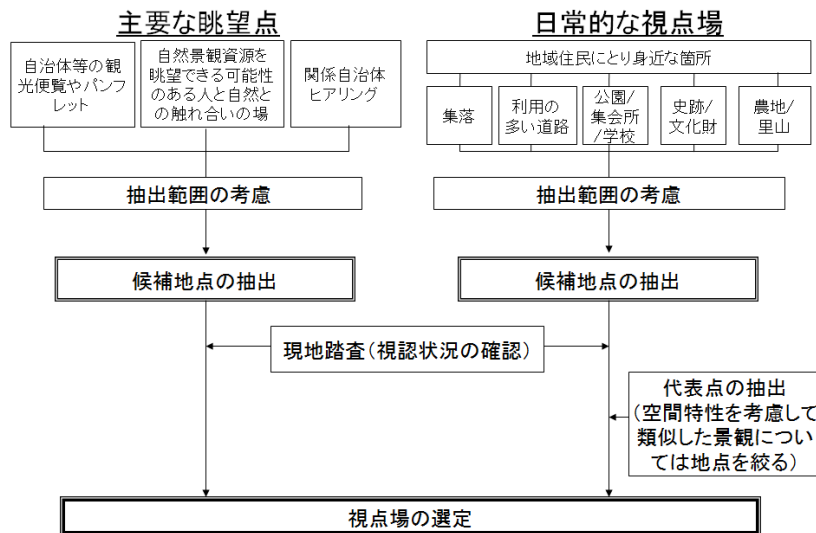 主要な眺望点
日常的な視点場
自治体等の観
光便覧やパンフ
レット
自然景観資源を
眺望できる可能性
のある人と自然と
の触れ合いの場
関係自治体
ヒアリング
地域住民にとり身近な箇所
集落
利用の
多い道路
公園/
集会所
/学校
史跡/
文化財
農地/
里山
抽出範囲の考慮
抽出範囲の考慮
候補地点の抽出
候補地点の抽出
現地踏査(視認状況の確認)
代表点の抽出
(空間特性を考慮して
類似した景観につい
ては地点を絞る)
視点場の選定